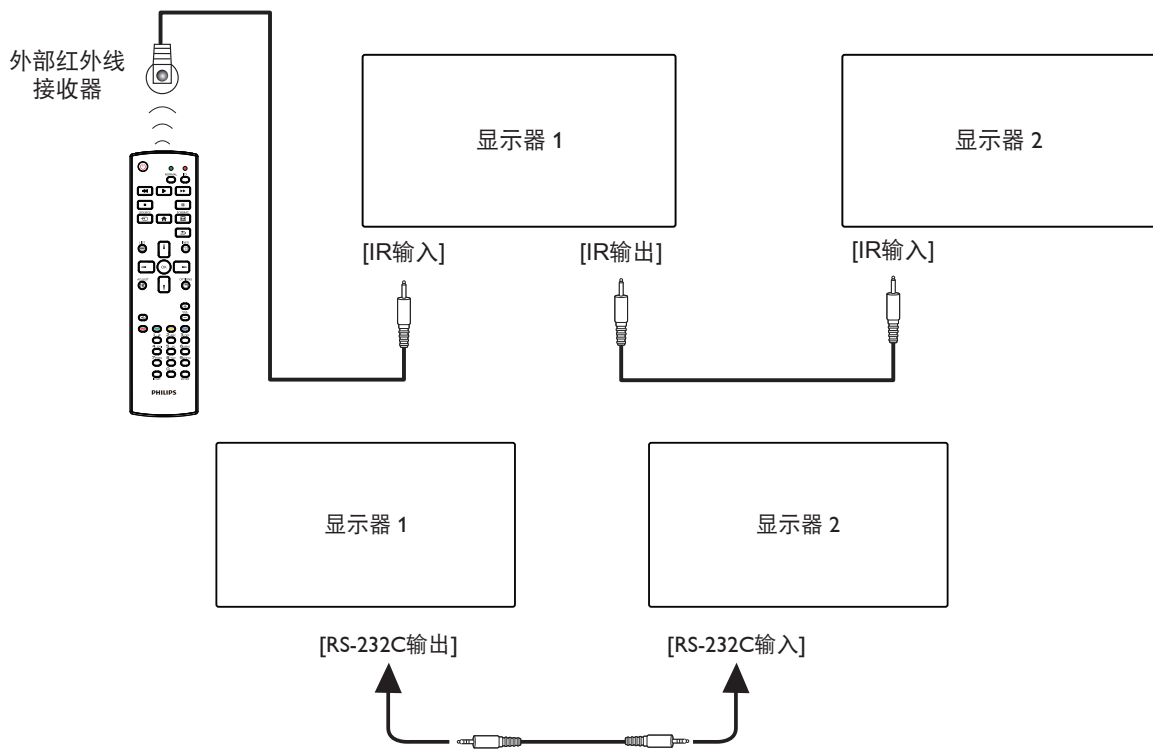 外部红外线
接收器
显示器 1
显示器 2
[IR输入]
[IR输出]
[IR输入]
PHILIPS
显示器 1
显示器 2
[RS-232C输出]
[RS-232C输入]